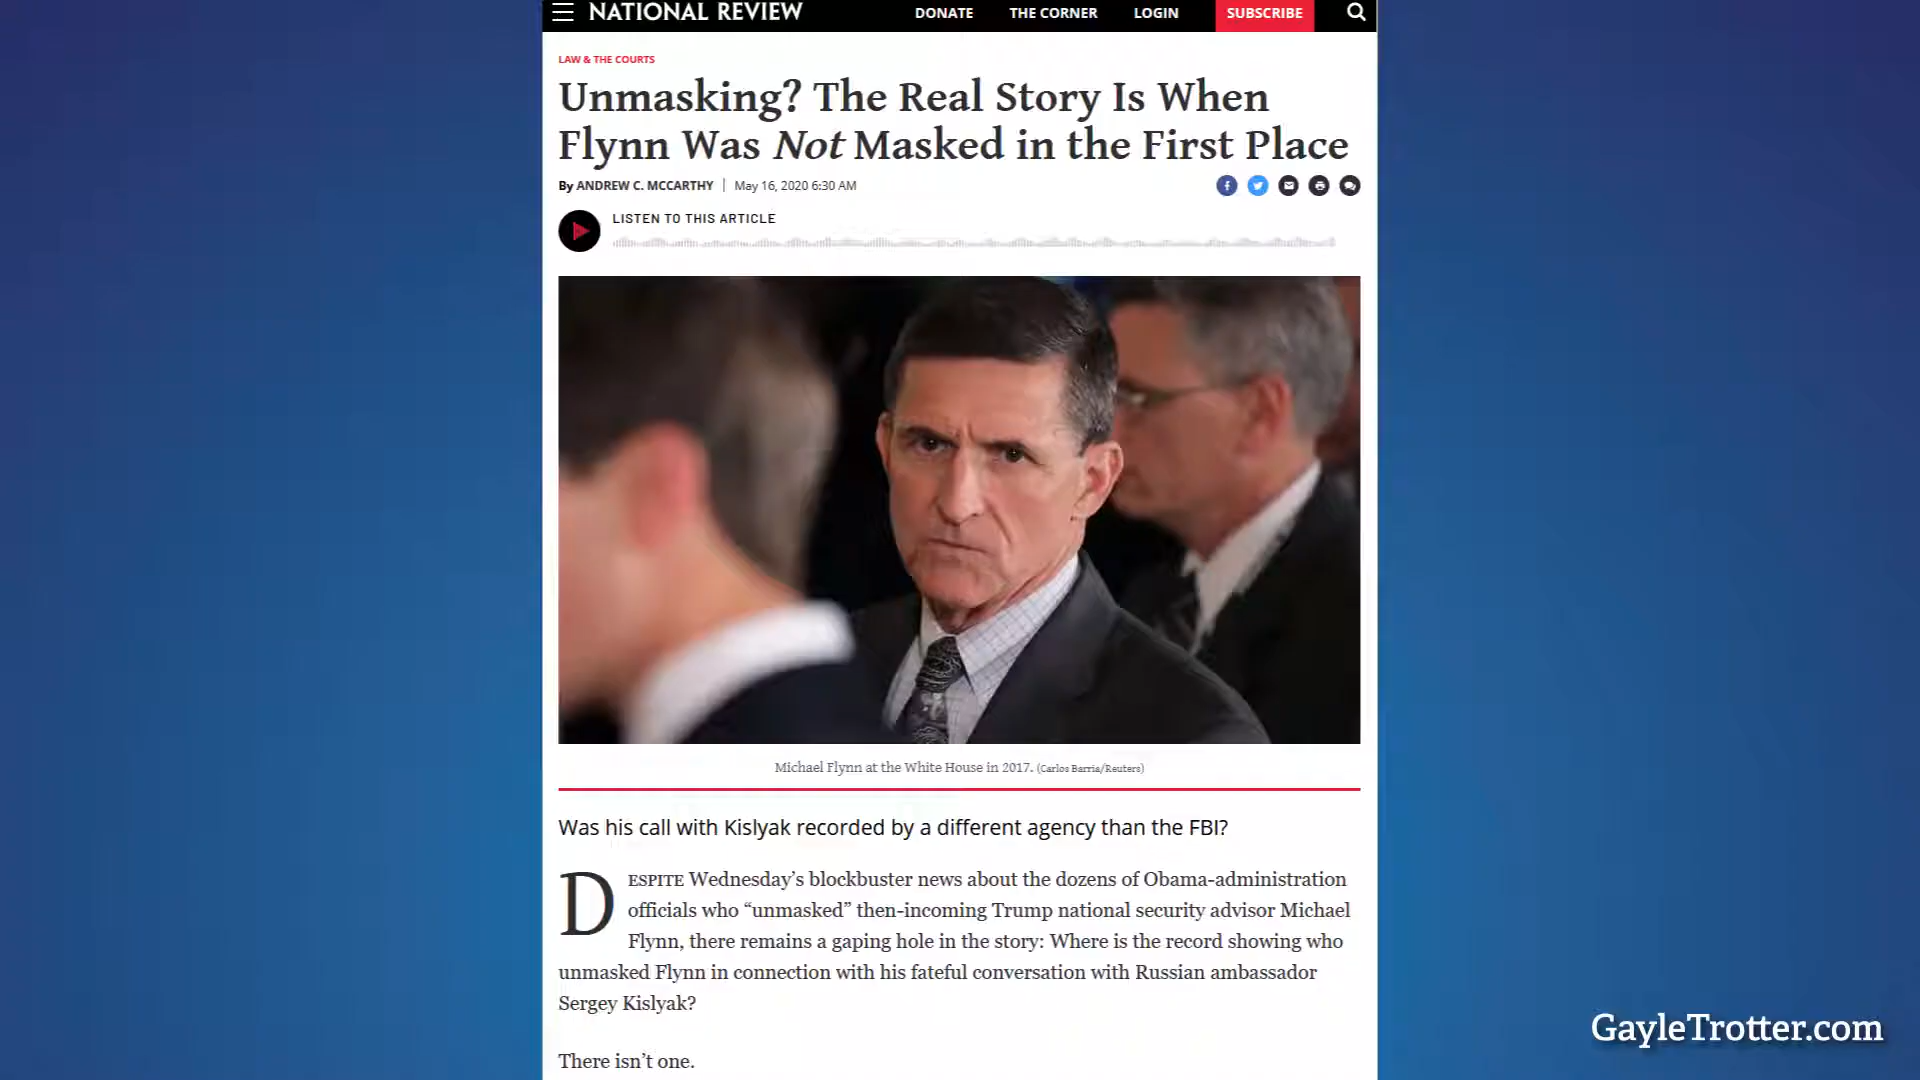 NATIONAL REVIEW
DONATE THE CORNER LOGIN SUBSCRIBE
LAW & THE COURTS
Unmasking? The Real Story Is When
Flynn Was Not Masked in the First Place
By ANDREW C. MCCARTHY | May 16, 2020 6:30 AM
LISTEN TO THIS ARTICLE
Michael Flynn at the White House in 2017. (Carlos Barria/Reuters)
Was his call with Kislyak recorded by a different agency than the FBI?
DESPITE Wednesday’s blockbuster news about the dozens of Obama-administration
officials who “unmasked” then-incoming Trump national security advisor Michael
Flynn, there remains a gaping hole in the story: Where is the record showing who
unmasked Flynn in connection with his fateful conversation with Russian ambassador
Sergey Kislyak?
There isn’t one.
GayleTrotter.com